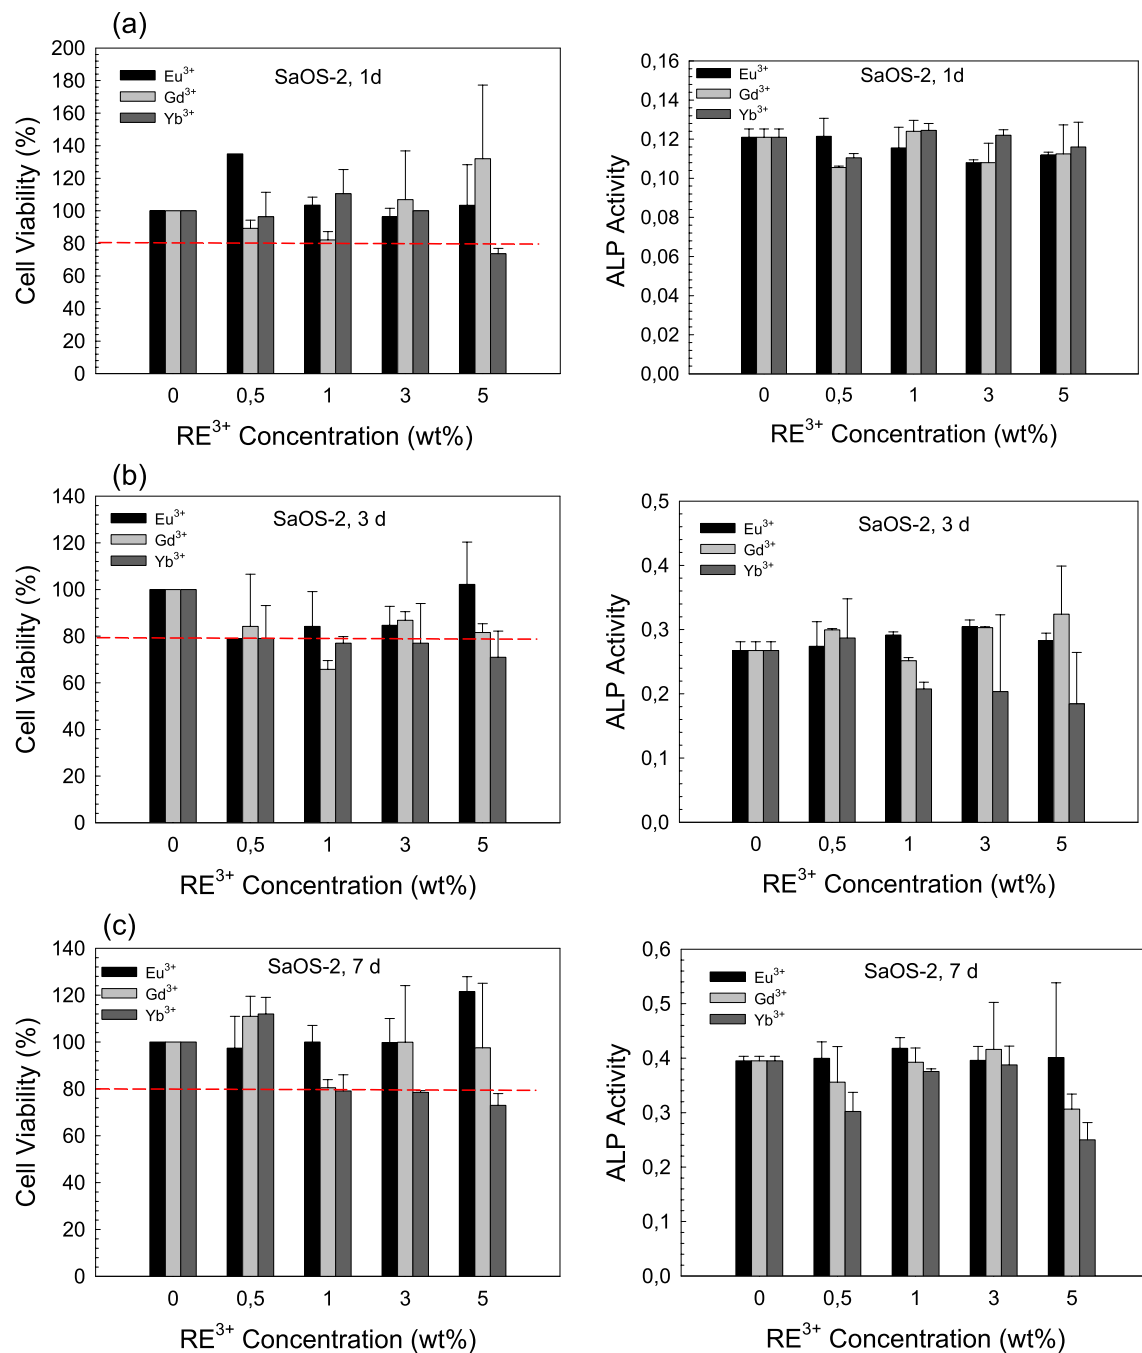 (a)
200
180
160
140
120
100
80
60
40
20
0
Cell Viability (%)
Eu3+
Gd3+
Yb3+
SaOS-2, 1d
0 0,5 1 3 5
RE3+ Concentration (wt%)
0,16
0,14
0,12
0,10
0,08
0,06
0,04
0,02
0,00
ALP Activity
Eu3+
Gd3+
Yb3+
SaOS-2, 1d
0 0,5 1 3 5
RE3+ Concentration (wt%)
(b)
140
120
100
80
60
40
20
0
Cell Viability (%)
Eu3+
Gd3+
Yb3+
SaOS-2, 3 d
0 0,5 1 3 5
RE3+ Concentration (wt%)
0,5
0,4
0,3
0,2
0,1
0,0
ALP Activity
Eu3+
Gd3+
Yb3+
SaOS-2, 3 d
0 0,5 1 3 5
RE3+ Concentration (wt%)
(c)
140
120
100
80
60
40
20
0
Cell Viability (%)
Eu3+
Gd3+
Yb3+
SaOS-2, 7 d
0 0,5 1 3 5
RE3+ Concentration (wt%)
0,6
0,5
0,4
0,3
0,2
0,1
0,0
ALP Activity
Eu3+
Gd3+
Yb3+
SaOS-2, 7 d
0 0,5 1 3 5
RE3+ Concentration (wt%)